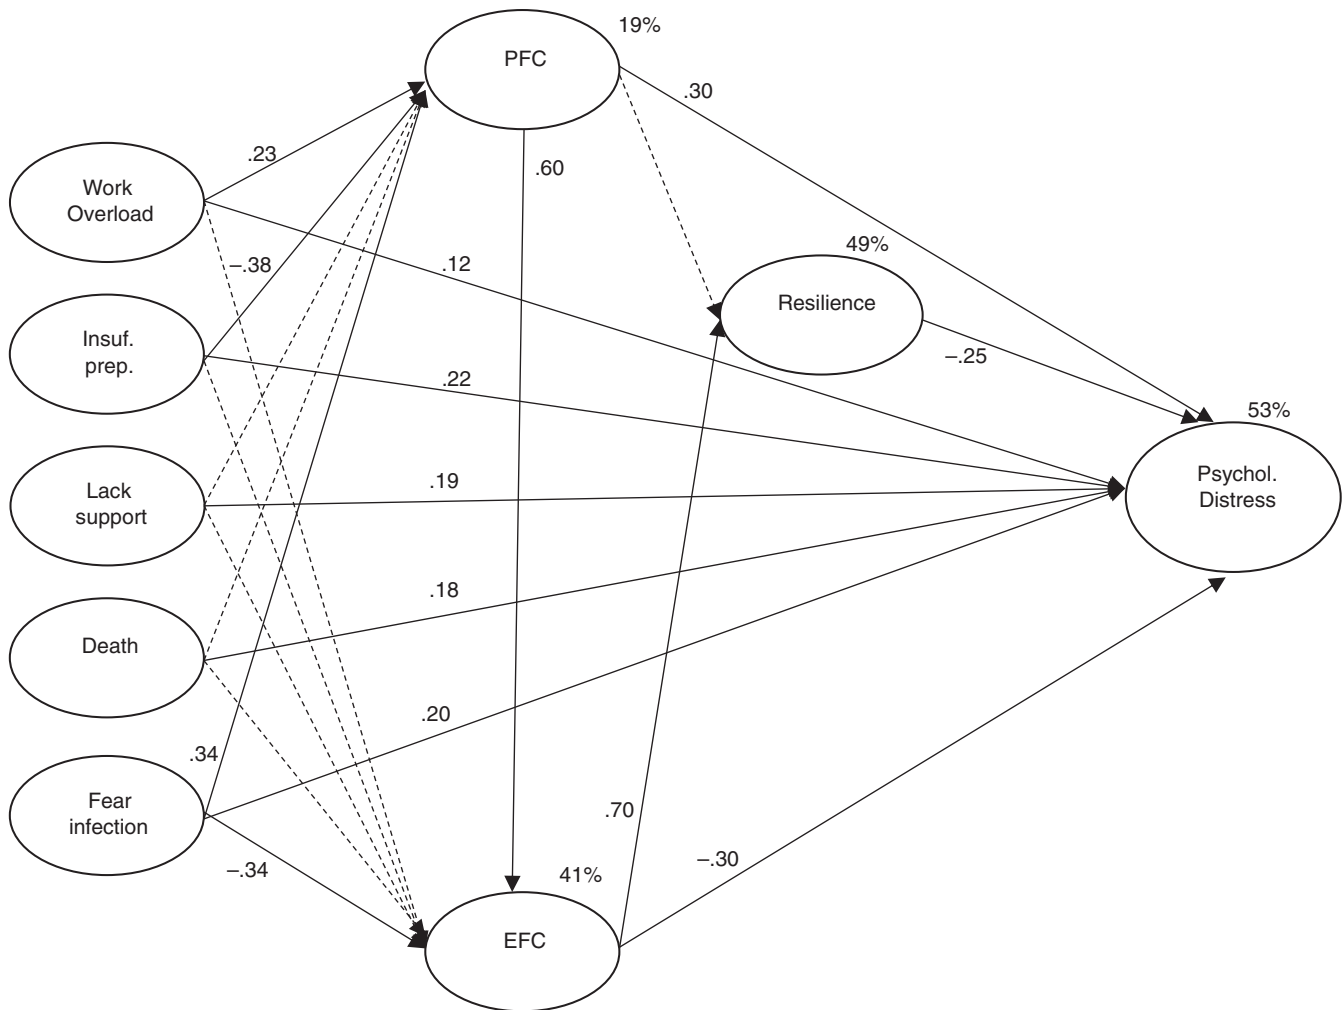 19%
PFC
.30
.23
.60
Work
Overload
49%
–.38
.12
Resilience
Insuf.
prep.
–.25
.22
53%
Psychol.
Distress
Lack
support
.19
.18
Death
.20
.34
Fear
infection
.70
–.34
–.30
41%
EFC